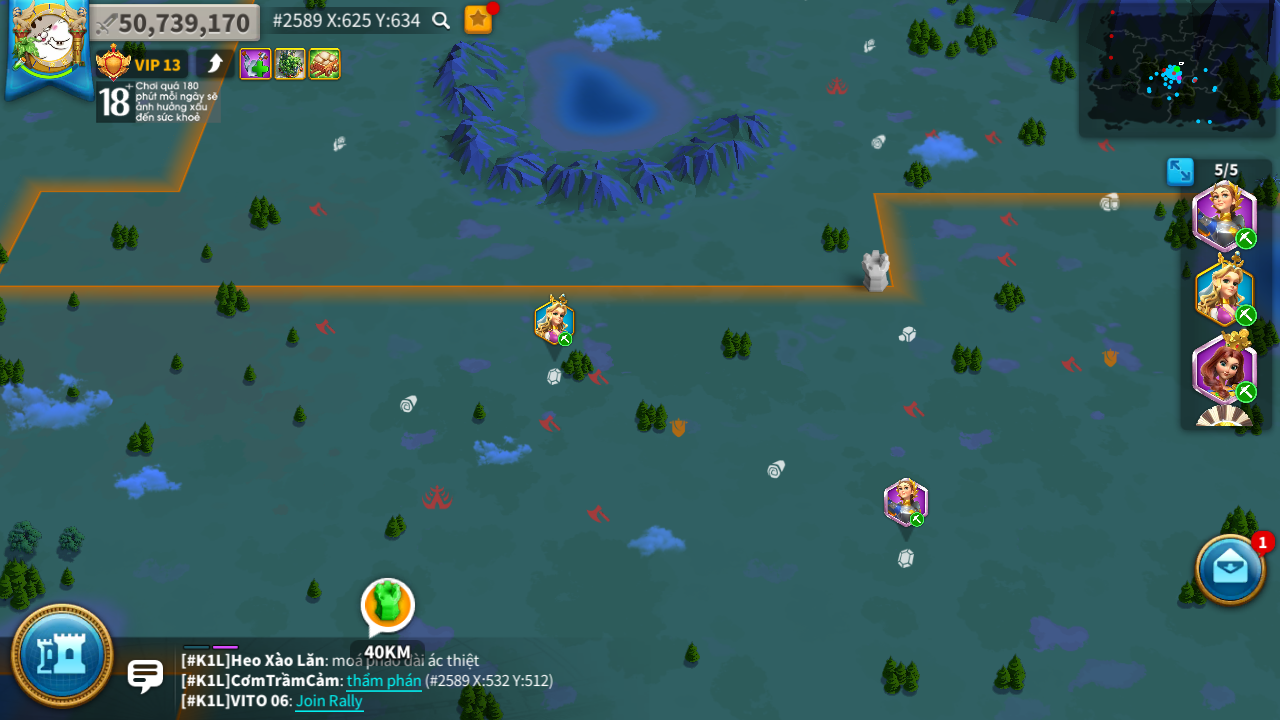 50,739,170
#2589 X:625 Y:634
VIP 13
18+
Chơi quá 180
phút mỗi ngày sẽ
ảnh hưởng xấu
đến sức khoẻ
5/5
1
40KM
[#K1L]Heo Xào Lăn: moá pháo dài ác thiệt
[#K1L]CơmTrầmCảm: thẩm phán (#2589 X:532 Y:512)
[#K1L]VITO 06: Join Rally